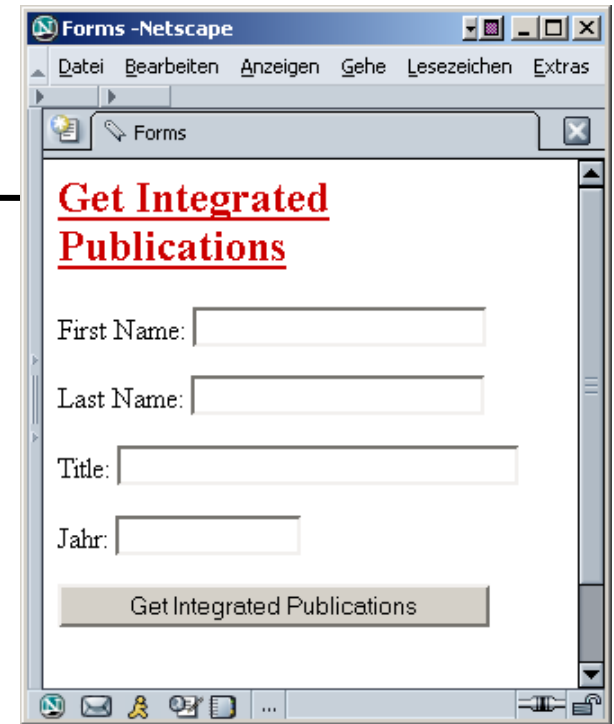 Forms -Netscape
Datei Bearbeiten Anzeigen Gehe Lesezeichen Extras
Forms
Get Integrated
Publications
First Name:
Last Name:
Title:
Jahr:
Get Integrated Publications
...